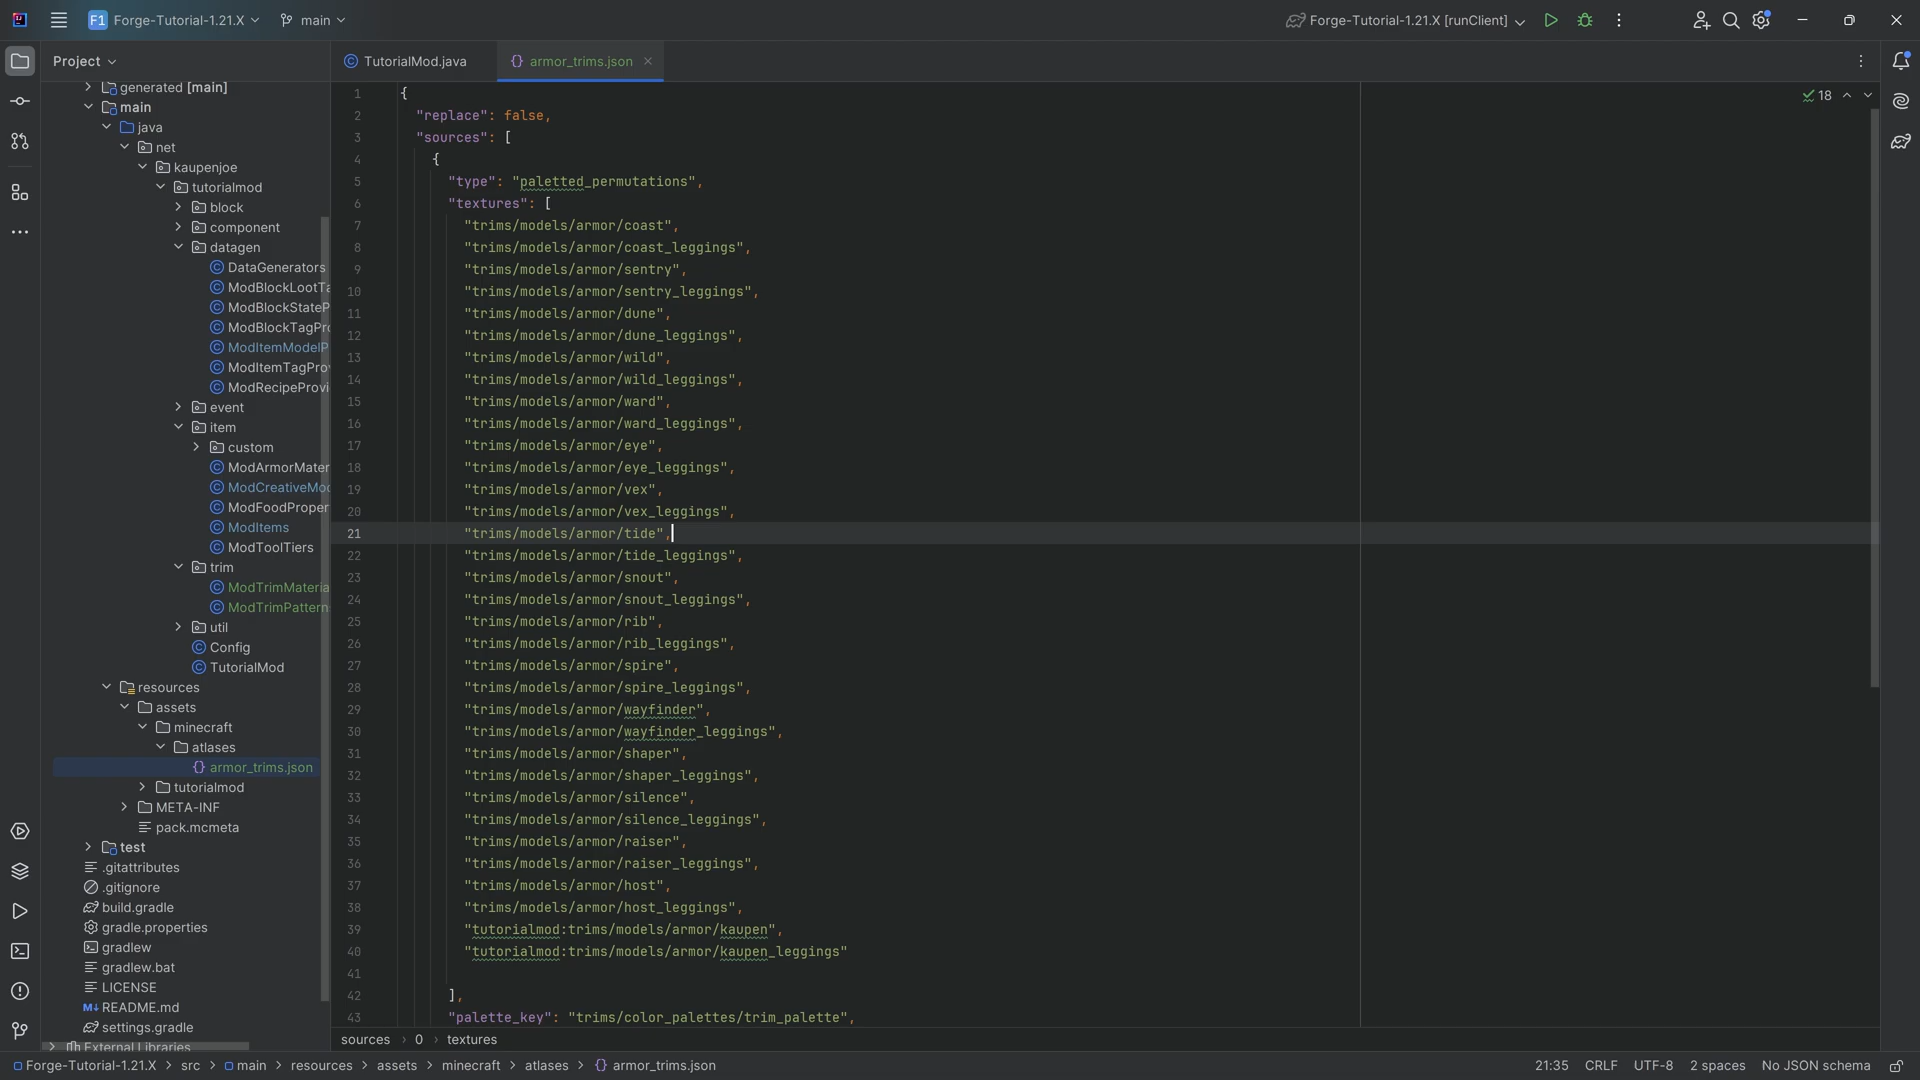 F1 Forge-Tutorial-1.21.X main Forge-Tutorial-1.21.X [runClient]
Project
generated [main]
main
java
net
kaupenjoe
tutorialmod
block
component
datagen
DataGenerators
ModBlockLootTa
ModBlockStateP
ModBlockTagPro
ModItemModelP
ModItemTagProv
ModRecipeProvi
event
item
custom
ModArmorMater
ModCreativeMod
ModFoodProper
ModItems
ModToolTiers
trim
ModTrimMateria
ModTrimPattern
util
Config
TutorialMod
resources
assets
minecraft
atlases
{} armor_trims.json
tutorialmod
META-INF
pack.mcmeta
test
.gitattributes
.gitignore
build.gradle
gradle.properties
gradlew
gradlew.bat
LICENSE
M↓ README.md
settings.gradle
External Libraries
TutorialMod.java {} armor_trims.json
18
1 {
2 "replace": false,
3 "sources": [
4 {
5 "type": "paletted_permutations",
6 "textures": [
7 "trims/models/armor/coast",
8 "trims/models/armor/coast_leggings",
9 "trims/models/armor/sentry",
10 "trims/models/armor/sentry_leggings",
11 "trims/models/armor/dune",
12 "trims/models/armor/dune_leggings",
13 "trims/models/armor/wild",
14 "trims/models/armor/wild_leggings",
15 "trims/models/armor/ward",
16 "trims/models/armor/ward_leggings",
17 "trims/models/armor/eye",
18 "trims/models/armor/eye_leggings",
19 "trims/models/armor/vex",
20 "trims/models/armor/vex_leggings",
21 "trims/models/armor/tide",
22 "trims/models/armor/tide_leggings",
23 "trims/models/armor/snout",
24 "trims/models/armor/snout_leggings",
25 "trims/models/armor/rib",
26 "trims/models/armor/rib_leggings",
27 "trims/models/armor/spire",
28 "trims/models/armor/spire_leggings",
29 "trims/models/armor/wayfinder",
30 "trims/models/armor/wayfinder_leggings",
31 "trims/models/armor/shaper",
32 "trims/models/armor/shaper_leggings",
33 "trims/models/armor/silence",
34 "trims/models/armor/silence_leggings",
35 "trims/models/armor/raiser",
36 "trims/models/armor/raiser_leggings",
37 "trims/models/armor/host",
38 "trims/models/armor/host_leggings",
39 "tutorialmod:trims/models/armor/kaupen",
40 "tutorialmod:trims/models/armor/kaupen_leggings"
41
42 ],
43 "palette_key": "trims/color_palettes/trim_palette",
sources › 0 › textures
Forge-Tutorial-1.21.X › src › main › resources › assets › minecraft › atlases › {} armor_trims.json 21:35 CRLF UTF-8 2 spaces No JSON schema